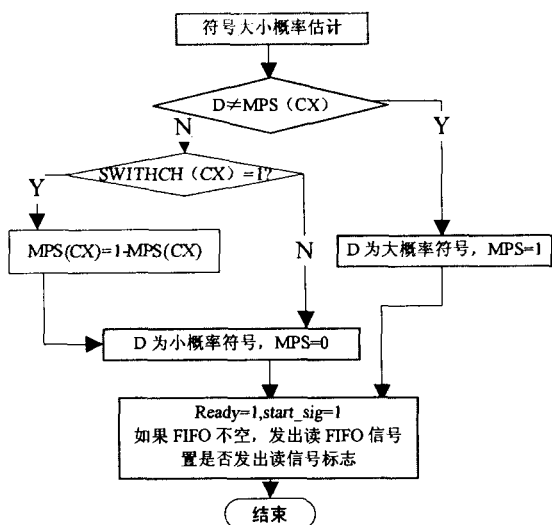 符号大小概率估计
D≠MPS（CX）
N
Y
SWITHCH（CX）=1?
Y
N
MPS(CX)=1-MPS(CX)
D 为大概率符号，MPS=1
D 为小概率符号，MPS=0
Ready=1,start_sig=1
如果 FIFO 不空，发出读 FIFO 信号
置是否发出读信号标志
结束